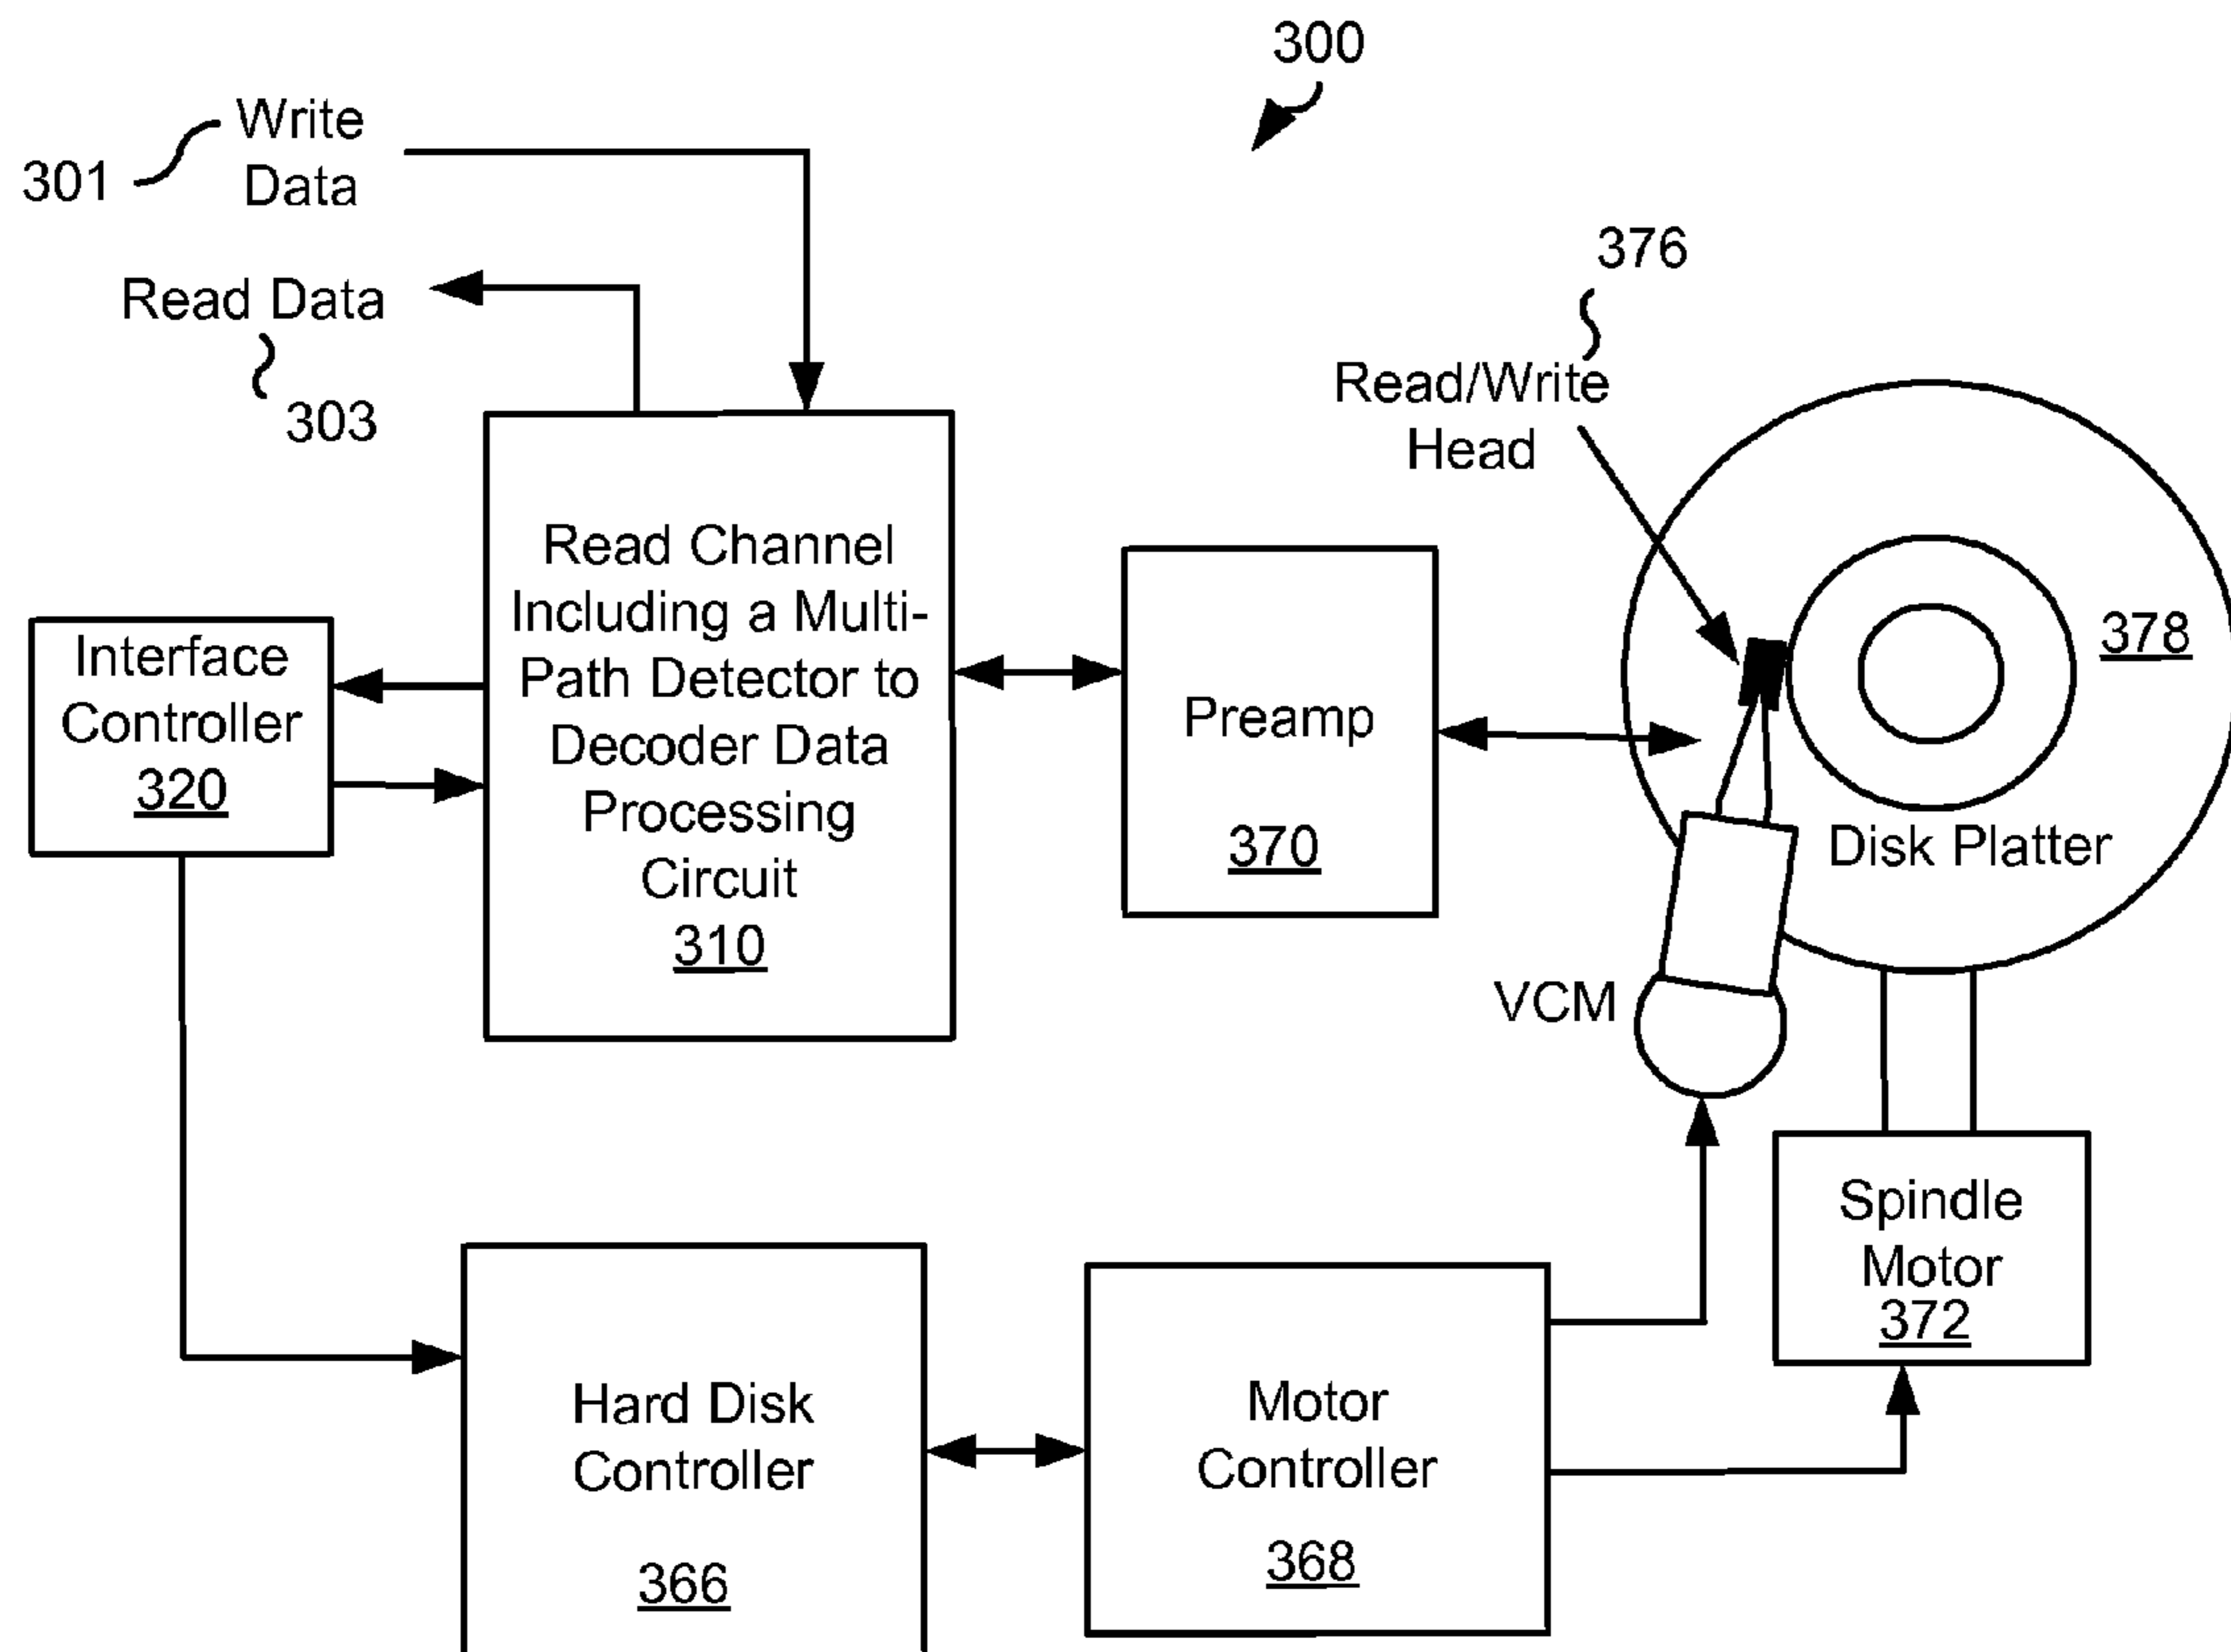 300
Write
Data
301
Read Data
303
376
Read/Write
Head
Read Channel
Including a Multi-
Path Detector to
Decoder Data
Processing
Circuit
310
Interface
Controller
320
Preamp
370
378
Disk Platter
VCM
Spindle
Motor
372
Hard Disk
Controller
366
Motor
Controller
368